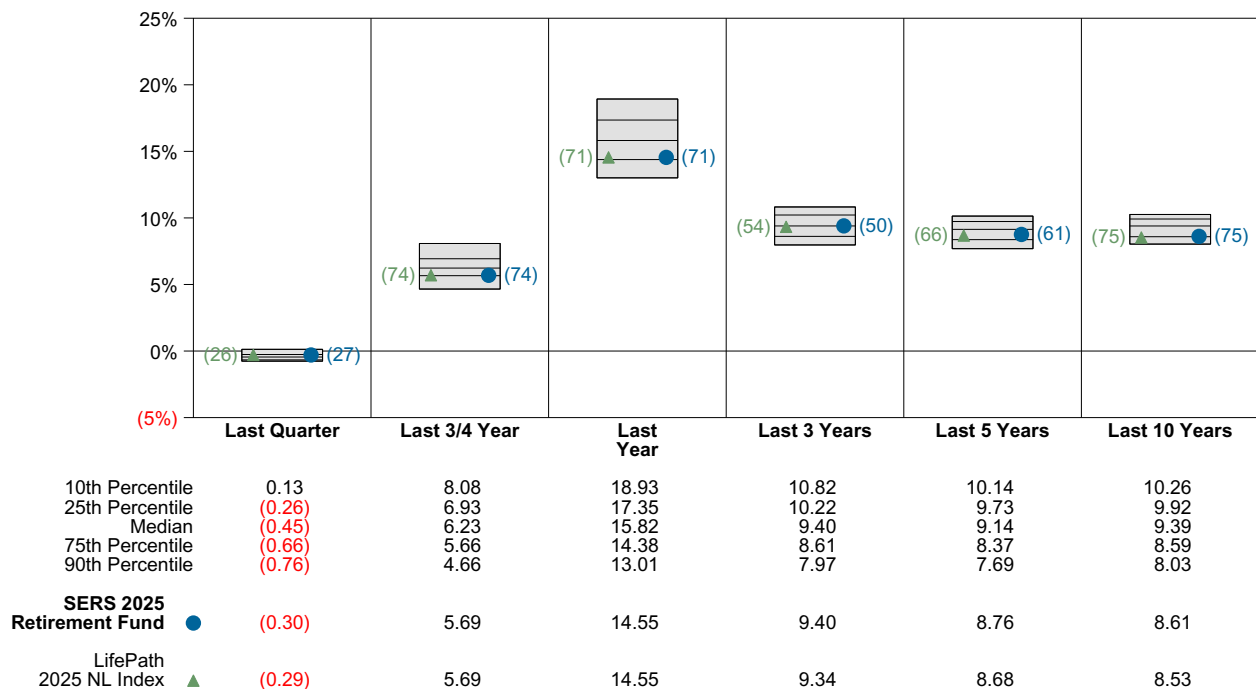 25%
20%
15%
10%
5%
0%
(5%)
(26) (27)
(74) (74)
(71) (71)
(54) (50)
(66) (61)
(75) (75)
Last Quarter Last 3/4 Year Last Year Last 3 Years Last 5 Years Last 10 Years
10th Percentile 0.13 8.08 18.93 10.82 10.14 10.26
25th Percentile (0.26) 6.93 17.35 10.22 9.73 9.92
Median (0.45) 6.23 15.82 9.40 9.14 9.39
75th Percentile (0.66) 5.66 14.38 8.61 8.37 8.59
90th Percentile (0.76) 4.66 13.01 7.97 7.69 8.03
SERS 2025
Retirement Fund (0.30) 5.69 14.55 9.40 8.76 8.61
LifePath
2025 NL Index (0.29) 5.69 14.55 9.34 8.68 8.53